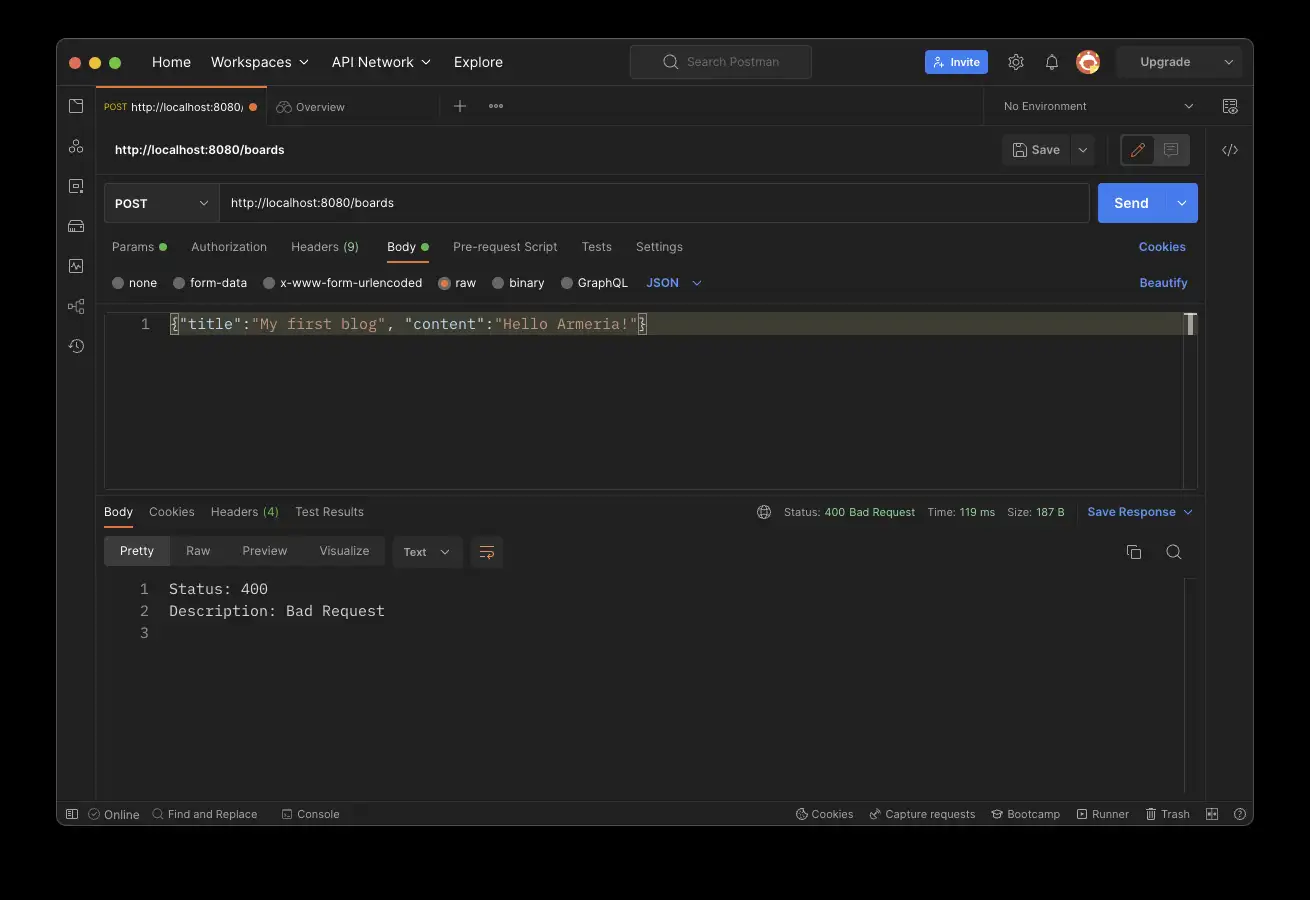 Home Workspaces API Network Explore Search Postman Invite Upgrade
POST http://localhost:8080/ Overview No Environment
http://localhost:8080/boards Save
POST http://localhost:8080/boards Send
Params Authorization Headers (9) Body Pre-request Script Tests Settings Cookies
none form-data x-www-form-urlencoded raw binary GraphQL JSON Beautify
1 {"title":"My first blog", "content":"Hello Armeria!"}
Body Cookies Headers (4) Test Results Status: 400 Bad Request Time: 119 ms Size: 187 B Save Response
Pretty Raw Preview Visualize Text
1 Status: 400
2 Description: Bad Request
3
Online Find and Replace Console Cookies Capture requests Bootcamp Runner Trash